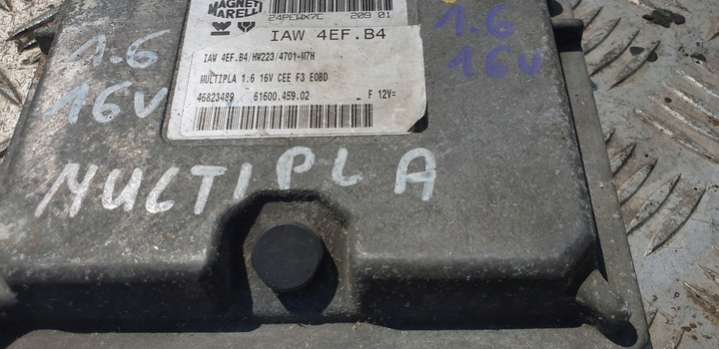 MAGNETI
MARELLI
24PEWX7C 209 01
IAW 4EF.B4
IAW 4EF.B4/HW223/4701-M7H
MULTIPLA 1.6 16V CEE F3 EOBD
46823489 61600.459.02 F 12V=
1.6
16V
1.6
16V
MULTIPLA